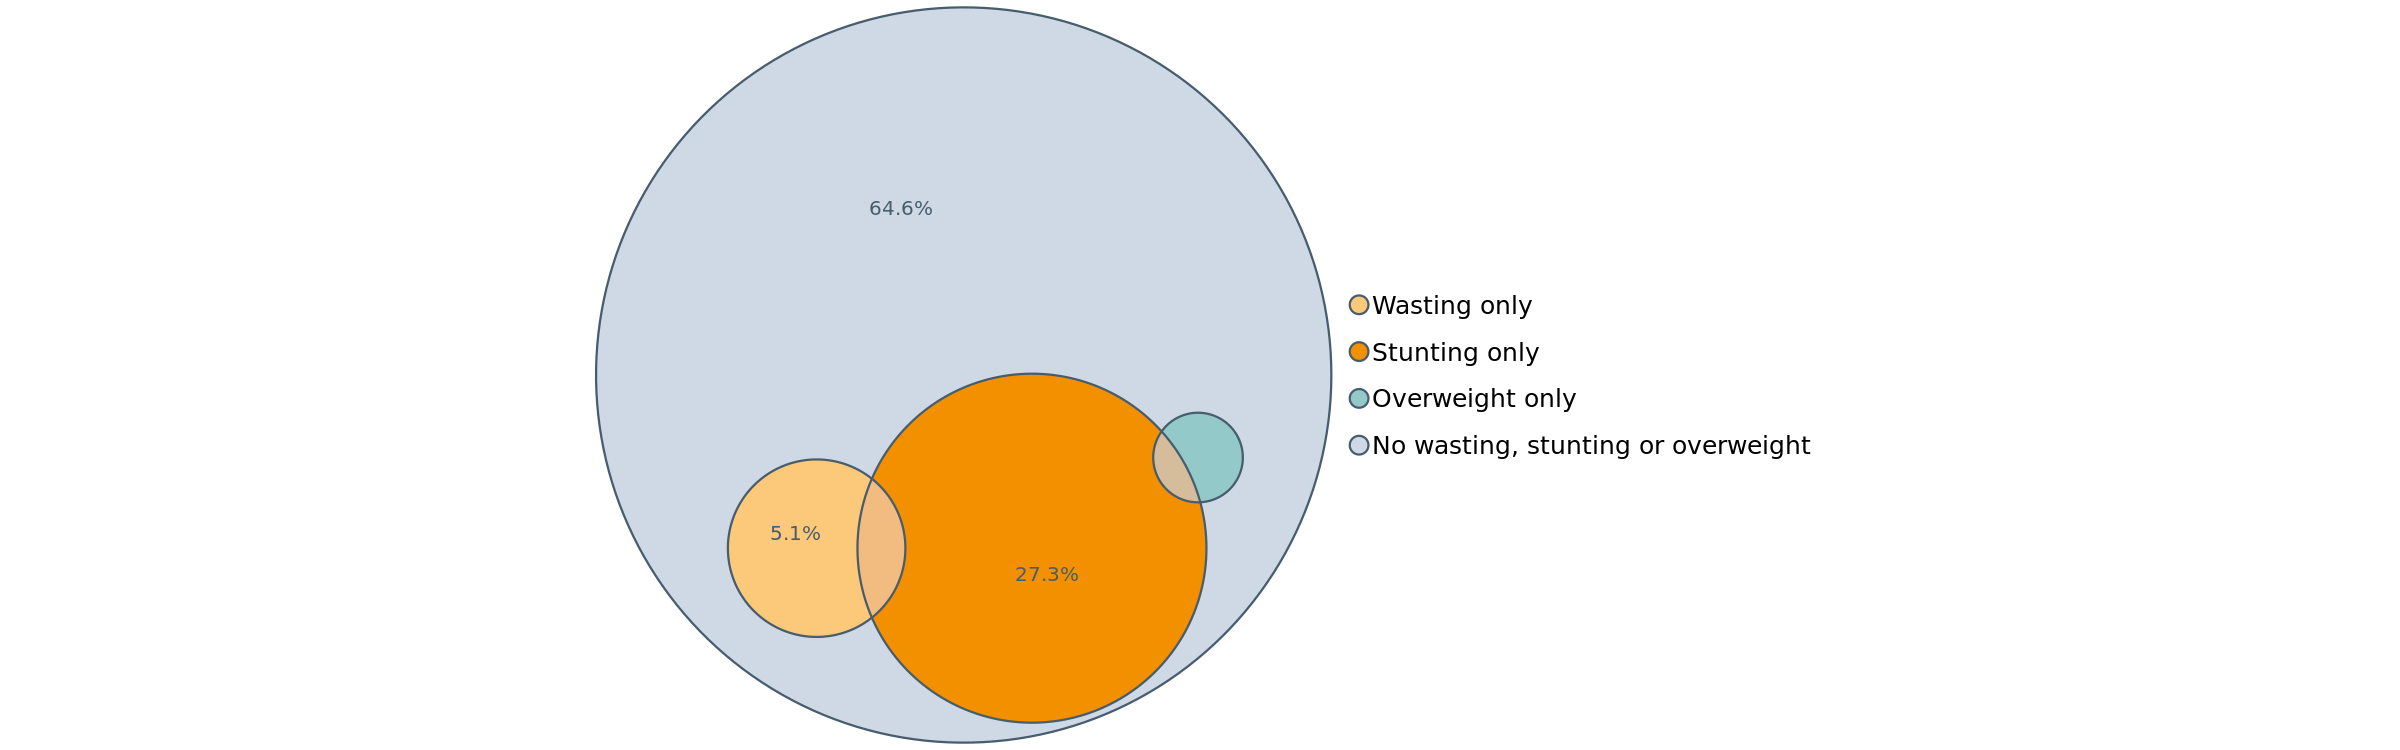 64.6%
5.1%
27.3%
Wasting only
Stunting only
Overweight only
No wasting, stunting or overweight